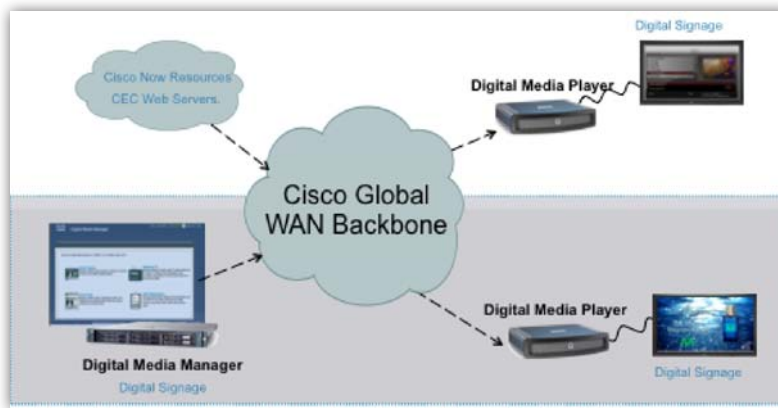 Digital Signage
Cisco Now Resources
CEC Web Servers.
Digital Media Player
Cisco Global
WAN Backbone
Digital Media Player
Digital Media Manager
Digital Signage
Digital Signage